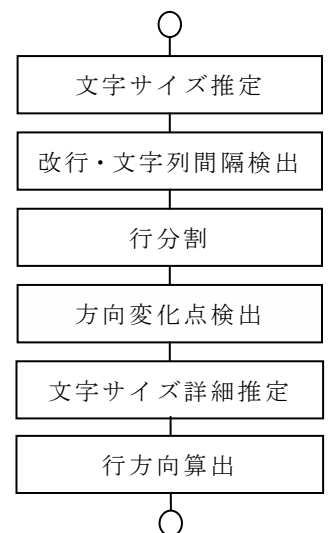 文字サイズ推定
改行・文字列間隔検出
行分割
方向変化点検出
文字サイズ詳細推定
行方向算出